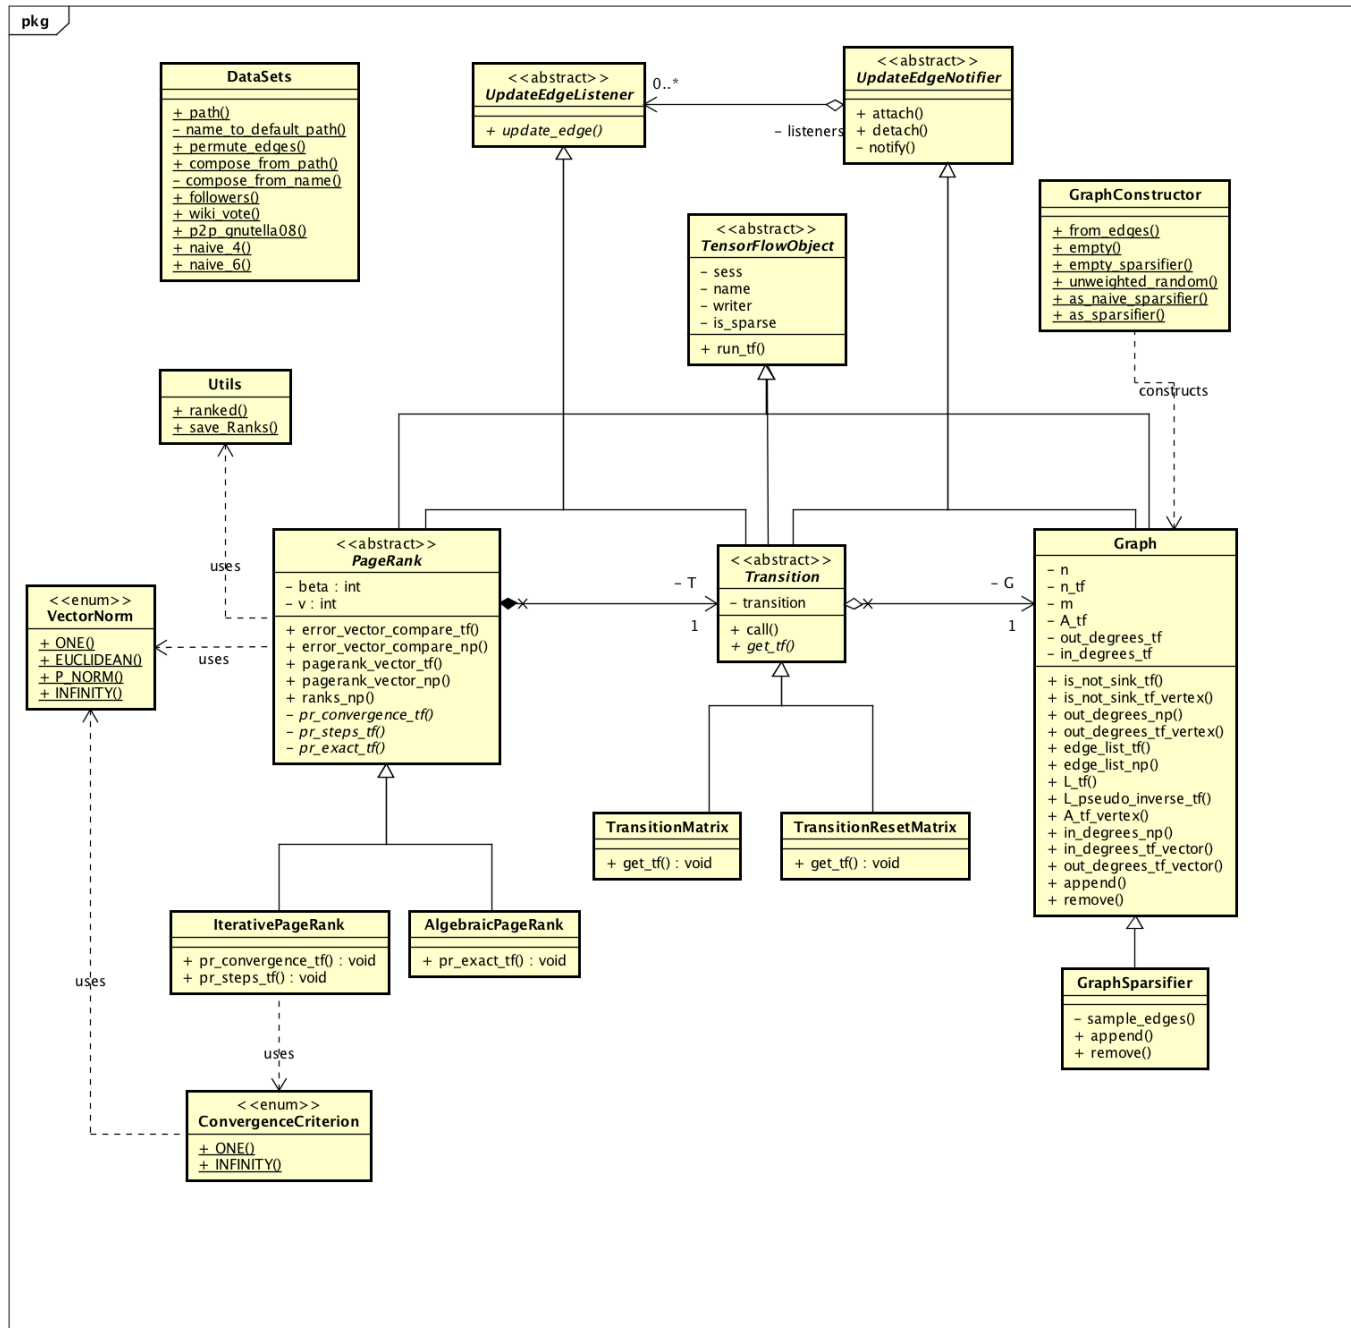 pkg
DataSets
+ path()
- name_to_default_path()
+ permute_edges()
+ compose_from_path()
- compose_from_name()
+ followers()
+ wiki_vote()
+ p2p_gnutella08()
+ naive_4()
+ naive_6()
<<abstract>>
UpdateEdgeListener
+ update_edge()
0..*
- listeners
<<abstract>>
UpdateEdgeNotifier
+ attach()
+ detach()
- notify()
<<abstract>>
TensorFlowObject
- sess
- name
- writer
- is_sparse
+ run_tf()
GraphConstructor
+ from_edges()
+ empty()
+ empty_sparsifier()
+ unweighted_random()
+ as_naive_sparsifier()
+ as_sparsifier()
constructs
Utils
+ ranked()
+ save_Ranks()
uses
<<enum>>
VectorNorm
+ ONE()
+ EUCLIDEAN()
+ P_NORM()
+ INFINITY()
uses
<<abstract>>
PageRank
- beta : int
- v : int
+ error_vector_compare_tf()
+ error_vector_compare_np()
+ pagerank_vector_tf()
+ pagerank_vector_np()
+ ranks_np()
- pr_convergence_tf()
- pr_steps_tf()
- pr_exact_tf()
- T
1
<<abstract>>
Transition
- transition
+ call()
+ get_tf()
- G
1
Graph
- n
- n_tf
- m
- A_tf
- out_degrees_tf
- in_degrees_tf
+ is_not_sink_tf()
+ is_not_sink_tf_vertex()
+ out_degrees_np()
+ out_degrees_tf_vertex()
+ edge_list_tf()
+ edge_list_np()
+ L_tf()
+ L_pseudo_inverse_tf()
+ A_tf_vertex()
+ in_degrees_np()
+ in_degrees_tf_vector()
+ out_degrees_tf_vector()
+ append()
+ remove()
TransitionMatrix
+ get_tf() : void
TransitionResetMatrix
+ get_tf() : void
IterativePageRank
+ pr_convergence_tf() : void
+ pr_steps_tf() : void
AlgebraicPageRank
+ pr_exact_tf() : void
GraphSparsifier
- sample_edges()
+ append()
+ remove()
uses
uses
<<enum>>
ConvergenceCriterion
+ ONE()
+ INFINITY()